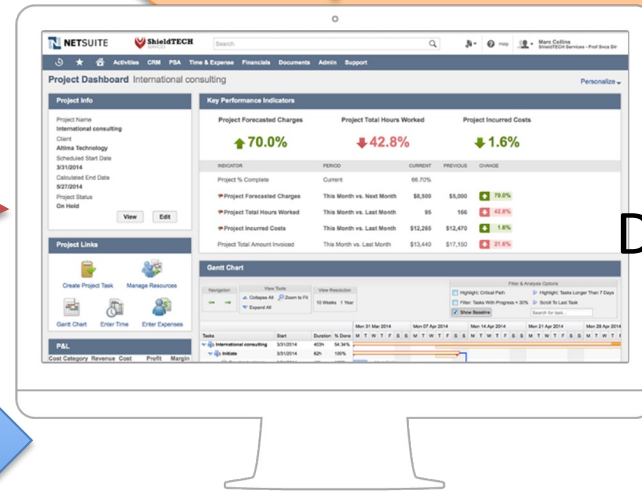 NETSUITE ShieldTECH SERVICES Search Help Marc Collins
ShieldTECH Services - Prof Svcs Dir
Activities CRM PSA Time & Expense Financials Documents Admin Support
Project Dashboard International consulting Personalize
Project Info
Project Name
International consulting
Client
Altima Technology
Scheduled Start Date
3/31/2014
Calculated End Date
5/27/2014
Project Status
On Hold
View Edit
Project Links
Create Project Task Manage Resources
Gantt Chart Enter Time Enter Expenses
P&L
Cost Category Revenue Cost Profit Margin
Key Performance Indicators
Project Forecasted Charges Project Total Hours Worked Project Incurred Costs
70.0% 42.8% 1.6%
INDICATOR PERIOD CURRENT PREVIOUS CHANGE
Project % Complete Current 66.70%
Project Forecasted Charges This Month vs. Next Month $8,500 $5,000 70.0%
Project Total Hours Worked This Month vs. Last Month 95 166 42.8%
Project Incurred Costs This Month vs. Last Month $12,265 $12,470 1.6%
Project Total Amount Invoiced This Month vs. Last Month $13,440 $17,150 21.6%
Gantt Chart
Navigation View Tools View Resolution Filter & Analysis Options
Collapse All Zoom to Fit 10 Weeks 1 Year
Expand All
Highlight: Critical Path Highlight: Tasks Longer Than 7 Days
Filter: Tasks With Progress < 30% Scroll To Last Task
Show Baseline Search for task...
Mon 31 Mar 2014 Mon 07 Apr 2014 Mon 14 Apr 2014 Mon 21 Apr 2014 Mon 28 Apr 2014
Tasks Start Duration % Done M T W T F S S M T W T F S S M T W T F S S M T W T F S S M T W T
International consulting 3/31/2014 403h 54.34%
Initiate 3/31/2014 62h 100%
D